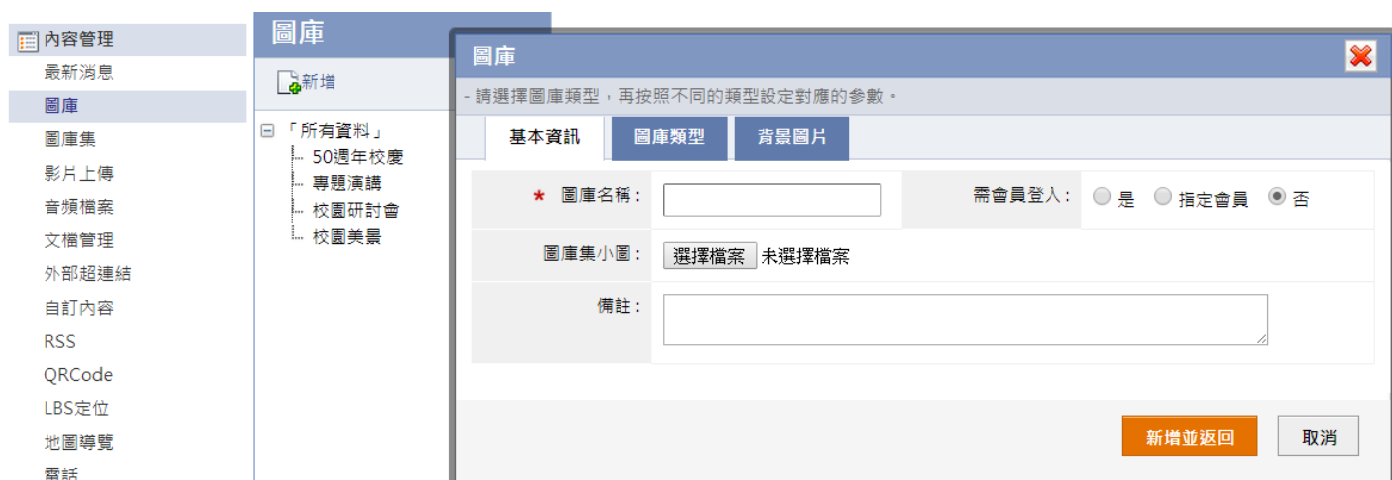 內容管理
最新消息
圖庫
圖庫集
影片上傳
音頻檔案
文檔管理
外部超連結
自訂內容
RSS
QRCode
LBS定位
地圖導覽
電話
圖庫
新增
「所有資料」
50週年校慶
專題演講
校園研討會
校園美景
圖庫
- 請選擇圖庫類型，再按照不同的類型設定對應的參數。
基本資訊 圖庫類型 背景圖片
* 圖庫名稱： 需會員登入： 是 指定會員 否
圖庫集小圖： 選擇檔案 未選擇檔案
備註：
新增並返回 取消